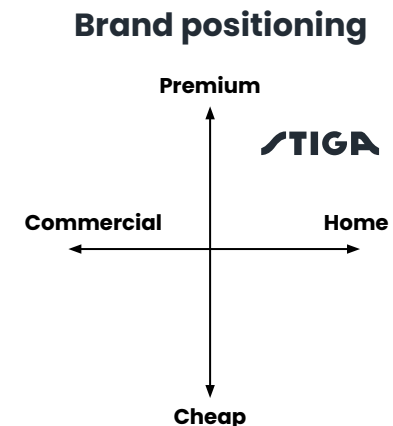 Brand positioning
Premium
STIGA
Commercial
Home
Cheap